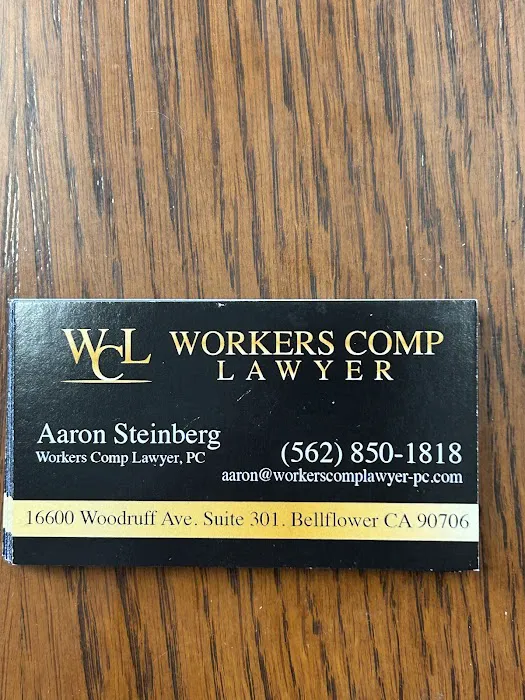 WCL
WORKERS COMP
LAWYER
Aaron Steinberg
Workers Comp Lawyer, PC
(562) 850-1818
aaron@workerscomplawyer-pc.com
16600 Woodruff Ave. Suite 301. Bellflower CA 90706